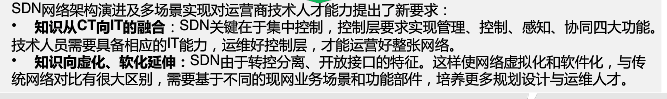 SDN网络架构演进及多场景实现对运营商技术人才能力提出了新要求：
• 知识从CT向IT的融合：SDN关键在于集中控制，控制层要求实现管理、控制、感知、协同四大功能。
技术人员需要具备相应的IT能力，运维好控制层，才能运营好整张网络。
• 知识向虚化、软化延伸：SDN由于转控分离、开放接口的特征。这样使网络虚拟化和软件化，与传
统网络对比有很大区别，需要基于不同的现网业务场景和功能部件，培养更多规划设计与运维人才。